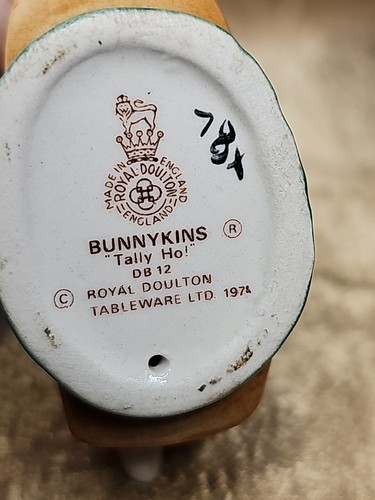 MADE IN ENGLAND
ROYAL·DOULTON
ENGLAND
BUNNYKINS ®
"Tally Ho!"
DB 12
© ROYAL DOULTON
TABLEWARE LTD. 1974